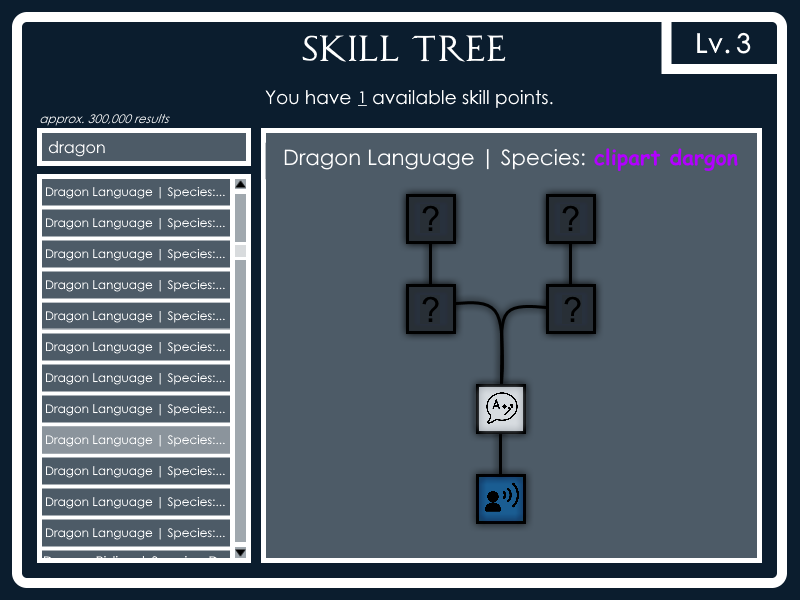 SKILL TREE
Lv. 3
You have 1 available skill points.
approx. 300,000 results
dragon
Dragon Language | Species:...
Dragon Language | Species:...
Dragon Language | Species:...
Dragon Language | Species:...
Dragon Language | Species:...
Dragon Language | Species:...
Dragon Language | Species:...
Dragon Language | Species:...
Dragon Language | Species:...
Dragon Language | Species:...
Dragon Language | Species:...
Dragon Language | Species:...
Dragon Language | Species: clipart dargon
?
?
?
?
A